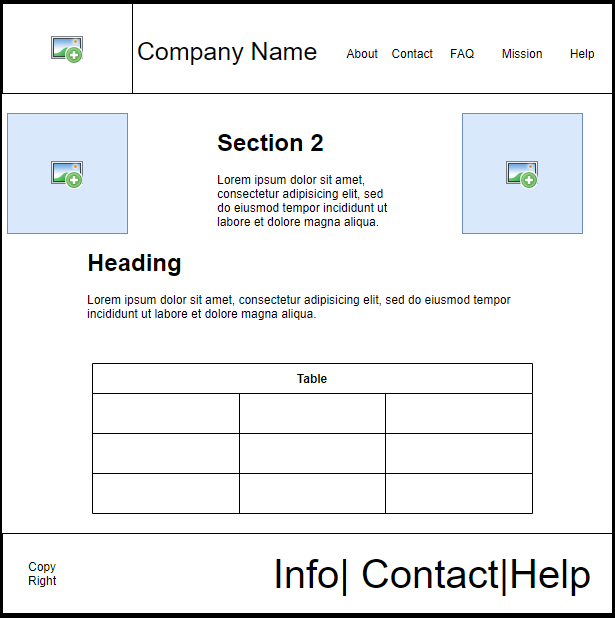 Company Name
About Contact FAQ Mission Help
Section 2
Lorem ipsum dolor sit amet,
consectetur adipisicing elit, sed
do eiusmod tempor incididunt ut
labore et dolore magna aliqua.
Heading
Lorem ipsum dolor sit amet, consectetur adipisicing elit, sed do eiusmod tempor
incididunt ut labore et dolore magna aliqua.
Table
Copy
Right
Info| Contact|Help